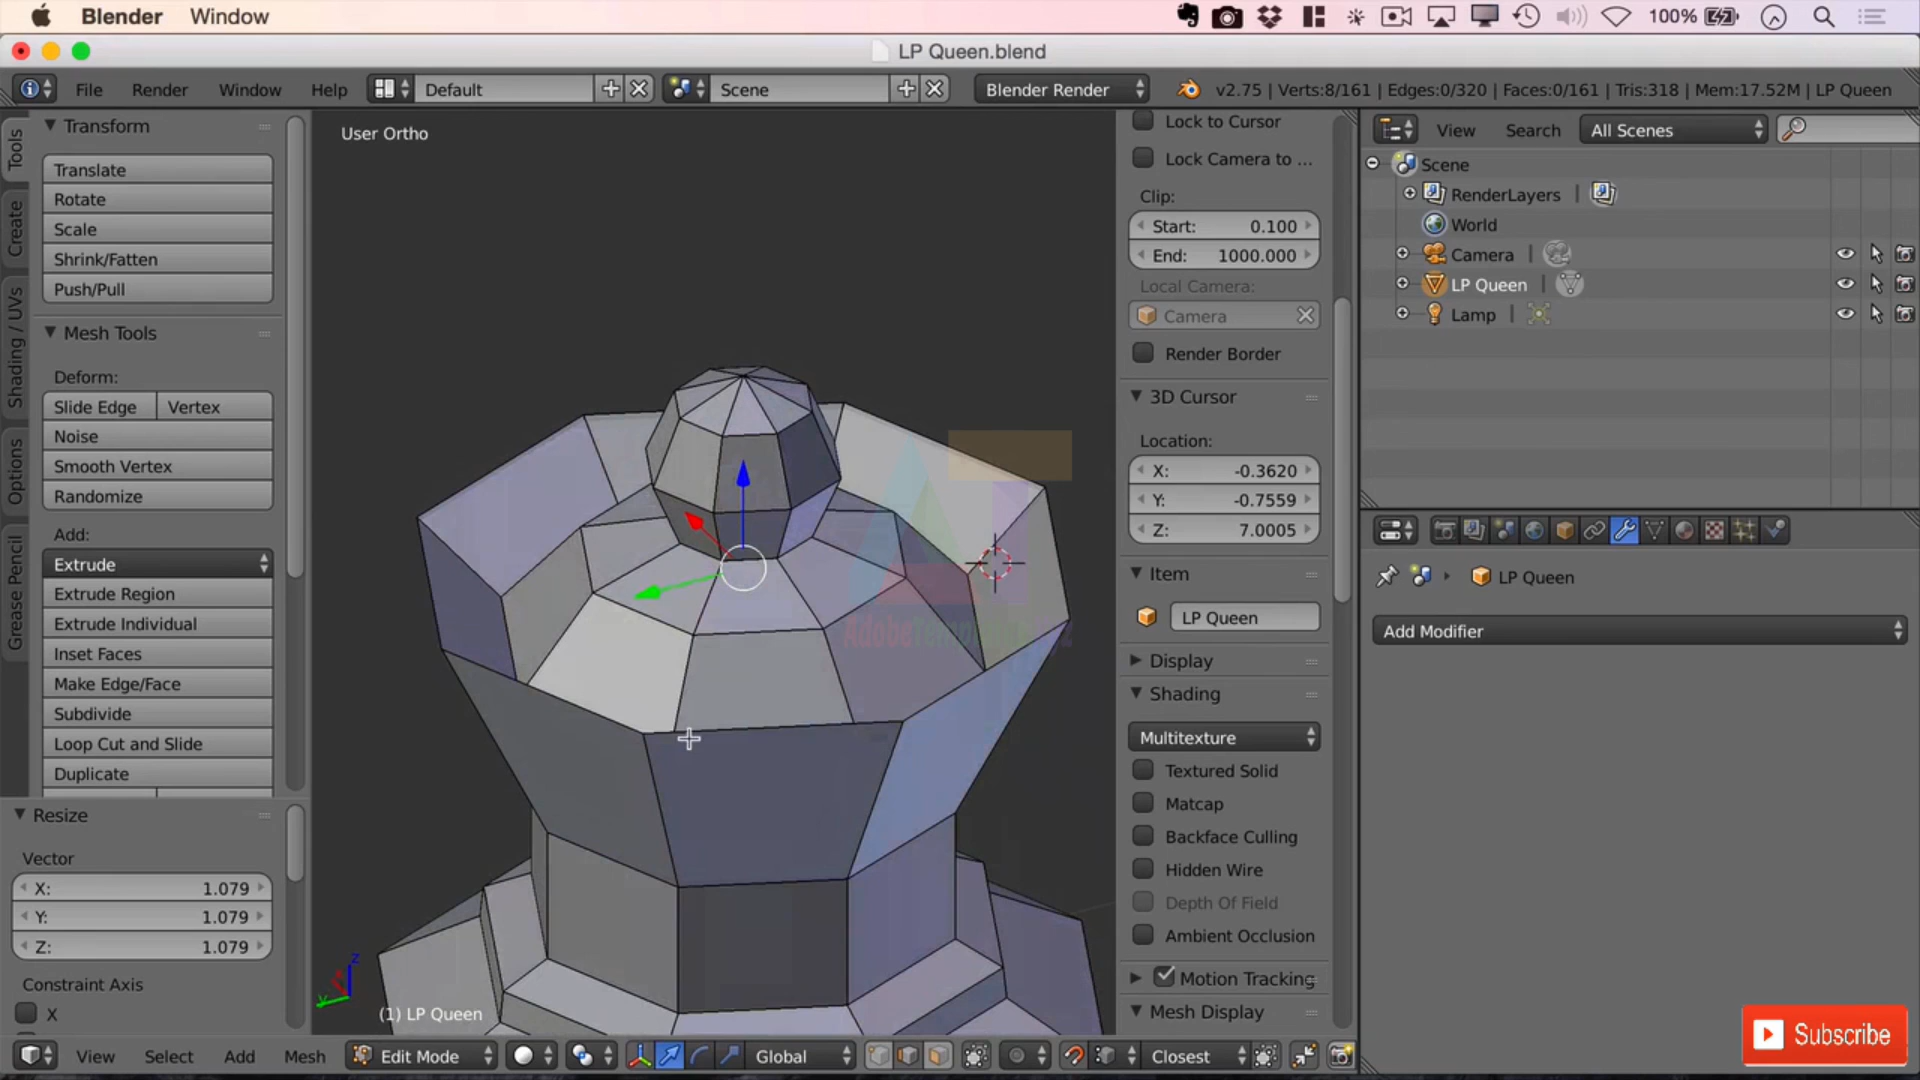 Blender Window
100%
LP Queen.blend
File Render Window Help Default Scene Blender Render v2.75 | Verts:8/161 | Edges:0/320 | Faces:0/161 | Tris:318 | Mem:17.52M | LP Queen
Tools
Create
Shading / UVs
Options
Grease Pencil
Transform
Translate
Rotate
Scale
Shrink/Fatten
Push/Pull
Mesh Tools
Deform:
Slide Edge Vertex
Noise
Smooth Vertex
Randomize
Add:
Extrude
Extrude Region
Extrude Individual
Inset Faces
Make Edge/Face
Subdivide
Loop Cut and Slide
Duplicate
Resize
Vector
X: 1.079
Y: 1.079
Z: 1.079
Constraint Axis
X
User Ortho
(1) LP Queen
Lock to Cursor
Lock Camera to ...
Clip:
Start: 0.100
End: 1000.000
Local Camera:
Camera
Render Border
3D Cursor
Location:
X: -0.3620
Y: -0.7559
Z: 7.0005
Item
LP Queen
Display
Shading
Multitexture
Textured Solid
Matcap
Backface Culling
Hidden Wire
Depth Of Field
Ambient Occlusion
Motion Tracking
Mesh Display
View Search All Scenes
Scene
RenderLayers
World
Camera
LP Queen
Lamp
LP Queen
Add Modifier
Subscribe
View Select Add Mesh Edit Mode Global Closest